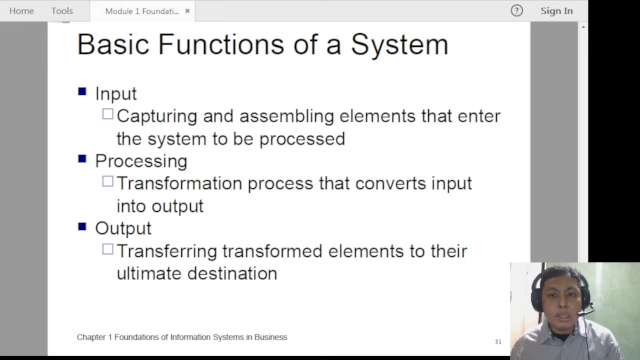 Home Tools Module 1 Foundati... × ? Sign In
Basic Functions of a System
Input
Capturing and assembling elements that enter
the system to be processed
Processing
Transformation process that converts input
into output
Output
Transferring transformed elements to their
ultimate destination
Chapter 1 Foundations of Information Systems in Business